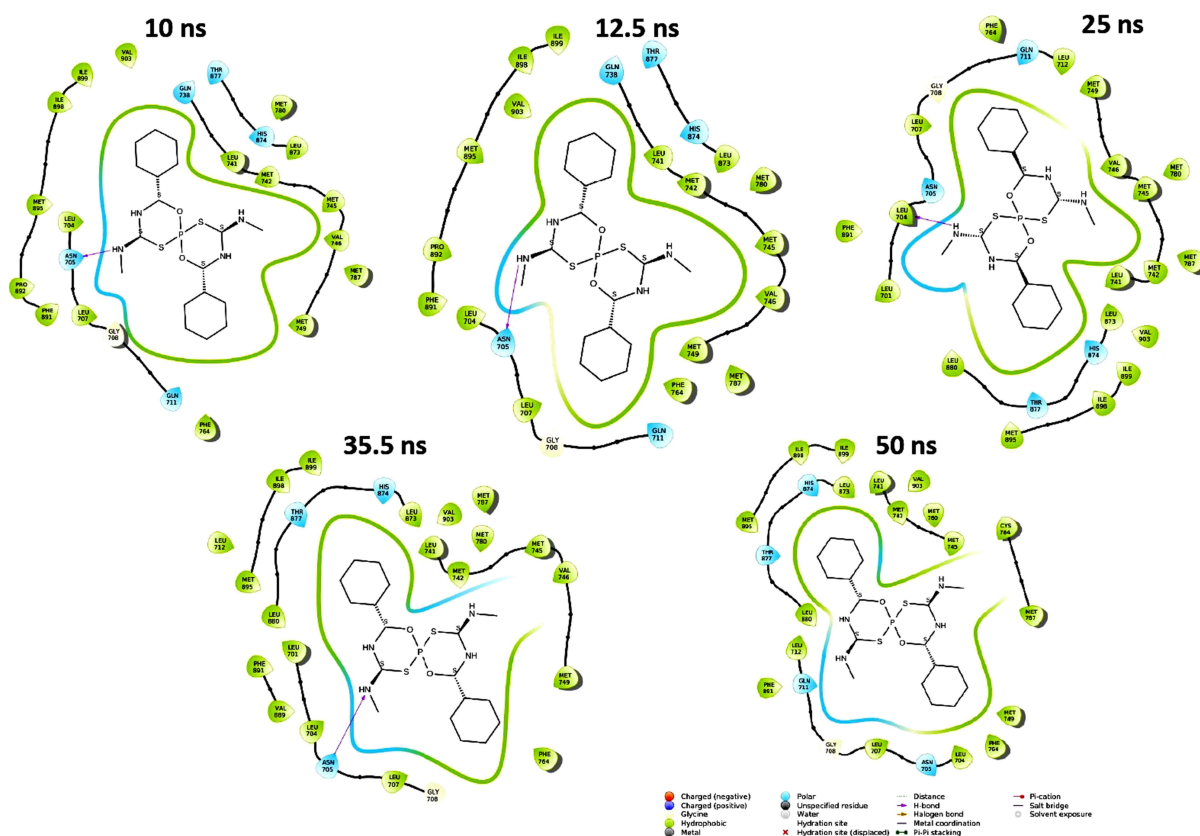 10 ns
VAL 903
ILE 899
ILE 898
THR 877
GLN 738
MET 780
HIS 874
LEU 873
LEU 741
MET 742
MET 745
VAL 746
MET 787
MET 749
MET 895
LEU 704
ASN 705
PRO 892
PHE 891
LEU 707
GLY 708
GLN 711
PHE 764
S
HN
O
S
H
N
S
P
S
HN
S
O
NH
S
12.5 ns
ILE 899
ILE 898
THR 877
GLN 738
VAL 903
HIS 874
MET 895
LEU 741
LEU 873
MET 742
MET 780
MET 745
PRO 892
VAL 746
PHE 891
LEU 704
ASN 705
MET 749
MET 787
PHE 764
LEU 707
GLY 708
GLN 711
S
HN
O
S
H
N
S
P
S
HN
S
O
NH
S
25 ns
PHE 764
GLN 711
LEU 712
GLY 708
MET 749
LEU 707
ASN 705
VAL 746
MET 780
MET 745
LEU 704
PHE 891
MET 787
MET 742
LEU 741
LEU 701
LEU 873
VAL 903
HIS 874
LEU 880
ILE 899
THR 877
ILE 898
MET 895
S
H
N
O
S
H
N
S
P
S
H
N
S
O
N
H
S
35.5 ns
ILE 899
ILE 898
HIS 874
MET 787
THR 877
LEU 873
VAL 903
LEU 712
LEU 741
MET 780
MET 745
MET 742
VAL 746
MET 895
LEU 880
LEU 701
PHE 891
MET 749
VAL 889
LEU 704
ASN 705
PHE 764
LEU 707
GLY 708
S
HN
O
S
H
N
S
P
S
NH
S
O
NH
S
50 ns
ILE 898
ILE 899
HIS 874
LEU 873
LEU 741
VAL 903
MET 742
MET 780
MET 895
MET 745
CYS 784
THR 877
LEU 880
MET 787
LEU 712
PHE 891
GLN 711
MET 749
GLY 708
LEU 707
ASN 705
LEU 704
PHE 764
S
HN
O
S
H
N
S
P
S
HN
S
O
NH
S
Charged (negative)
Charged (positive)
Glycine
Hydrophobic
Metal
Polar
Unspecified residue
Water
Hydration site
Hydration site (displaced)
Distance
H-bond
Halogen bond
Metal coordination
Pi-Pi stacking
Pi-cation
Salt bridge
Solvent exposure